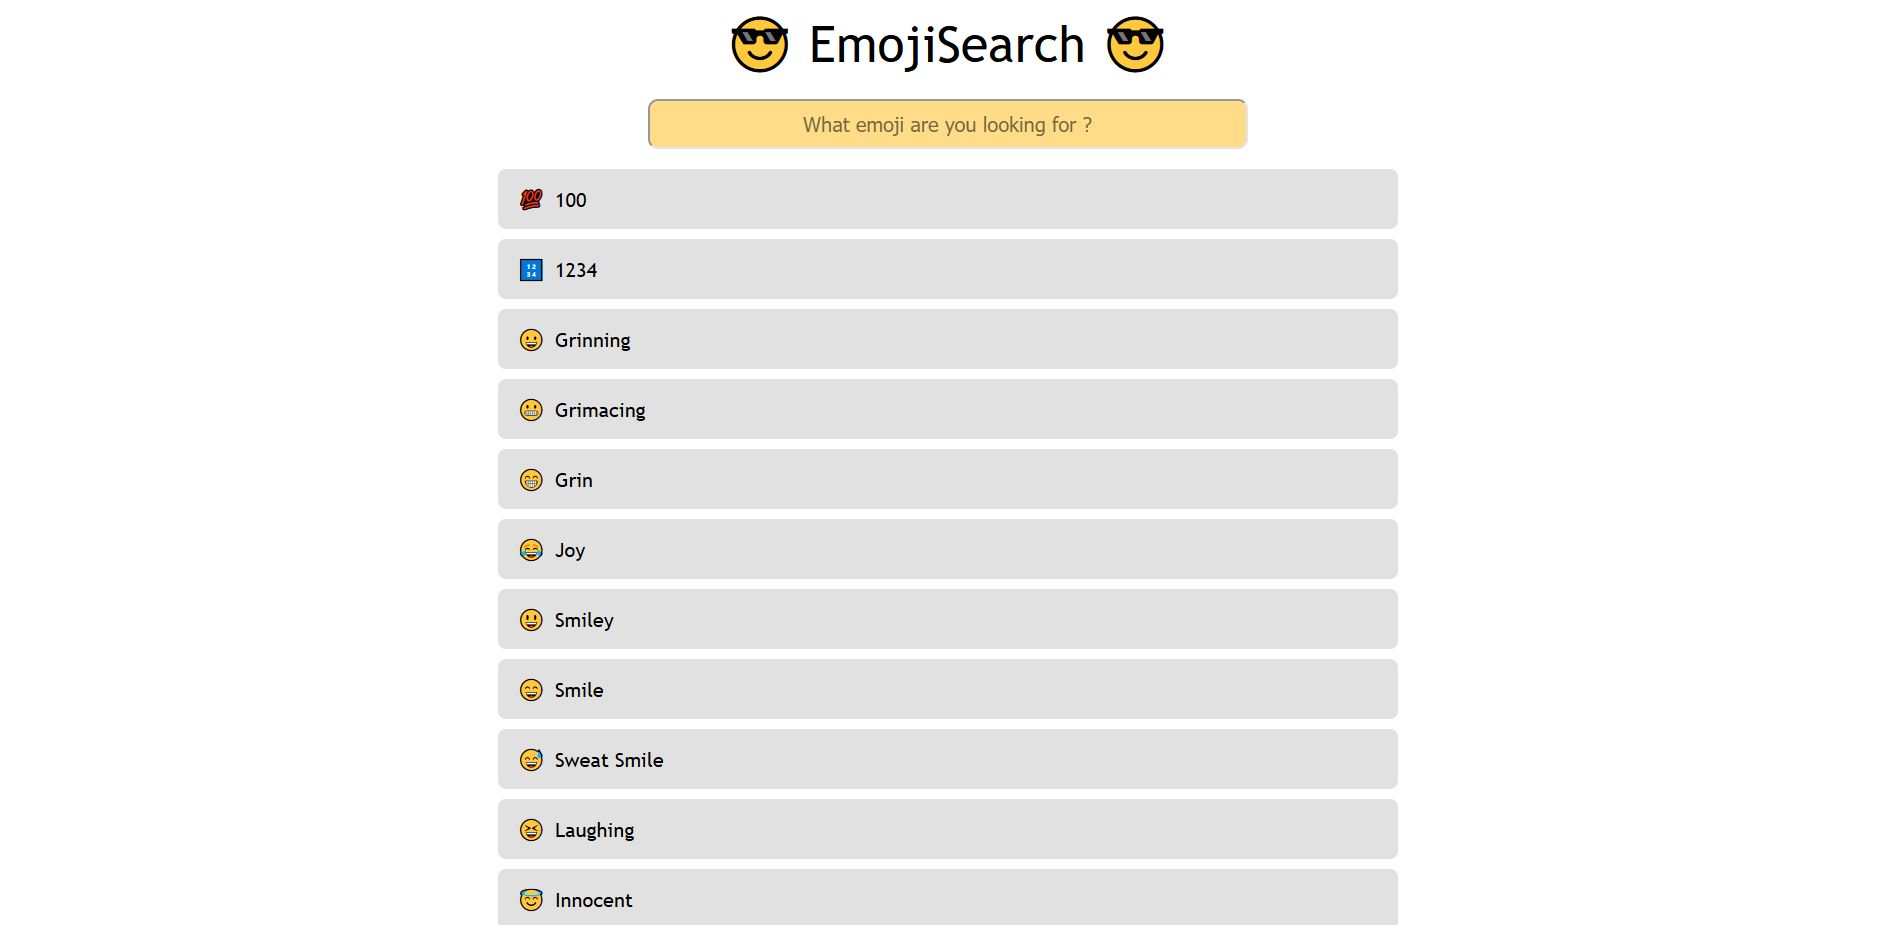 😎 EmojiSearch 😎
What emoji are you looking for ?
💯 100
🔢 1234
😀 Grinning
😬 Grimacing
😁 Grin
😂 Joy
😃 Smiley
😄 Smile
😅 Sweat Smile
😆 Laughing
😇 Innocent